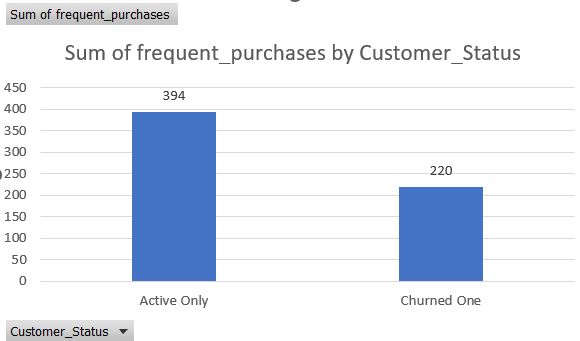 Sum of frequent_purchases
Sum of frequent_purchases by Customer_Status
450
400
350
300
250
200
150
100
50
0
394
220
Active Only
Churned One
Customer_Status